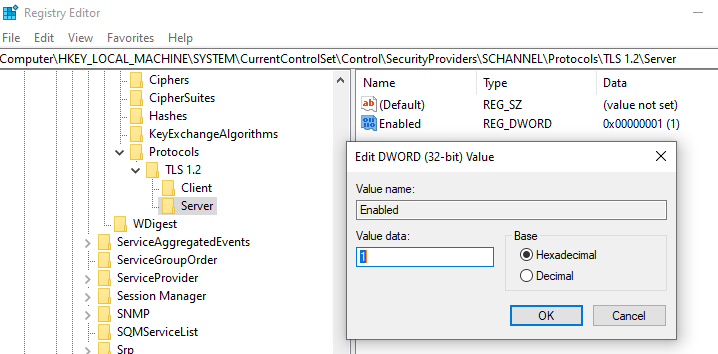 Registry Editor
File Edit View Favorites Help
Computer\HKEY_LOCAL_MACHINE\SYSTEM\CurrentControlSet\Control\SecurityProviders\SCHANNEL\Protocols\TLS 1.2\Server
Ciphers
CipherSuites
Hashes
KeyExchangeAlgorithms
Protocols
TLS 1.2
Client
Server
WDigest
ServiceAggregatedEvents
ServiceGroupOrder
ServiceProvider
Session Manager
SNMP
SQMServiceList
Srp
Name Type Data
ab (Default) REG_SZ (value not set)
Enabled REG_DWORD 0x00000001 (1)
Edit DWORD (32-bit) Value
Value name:
Enabled
Value data:
1
Base
Hexadecimal
Decimal
OK Cancel